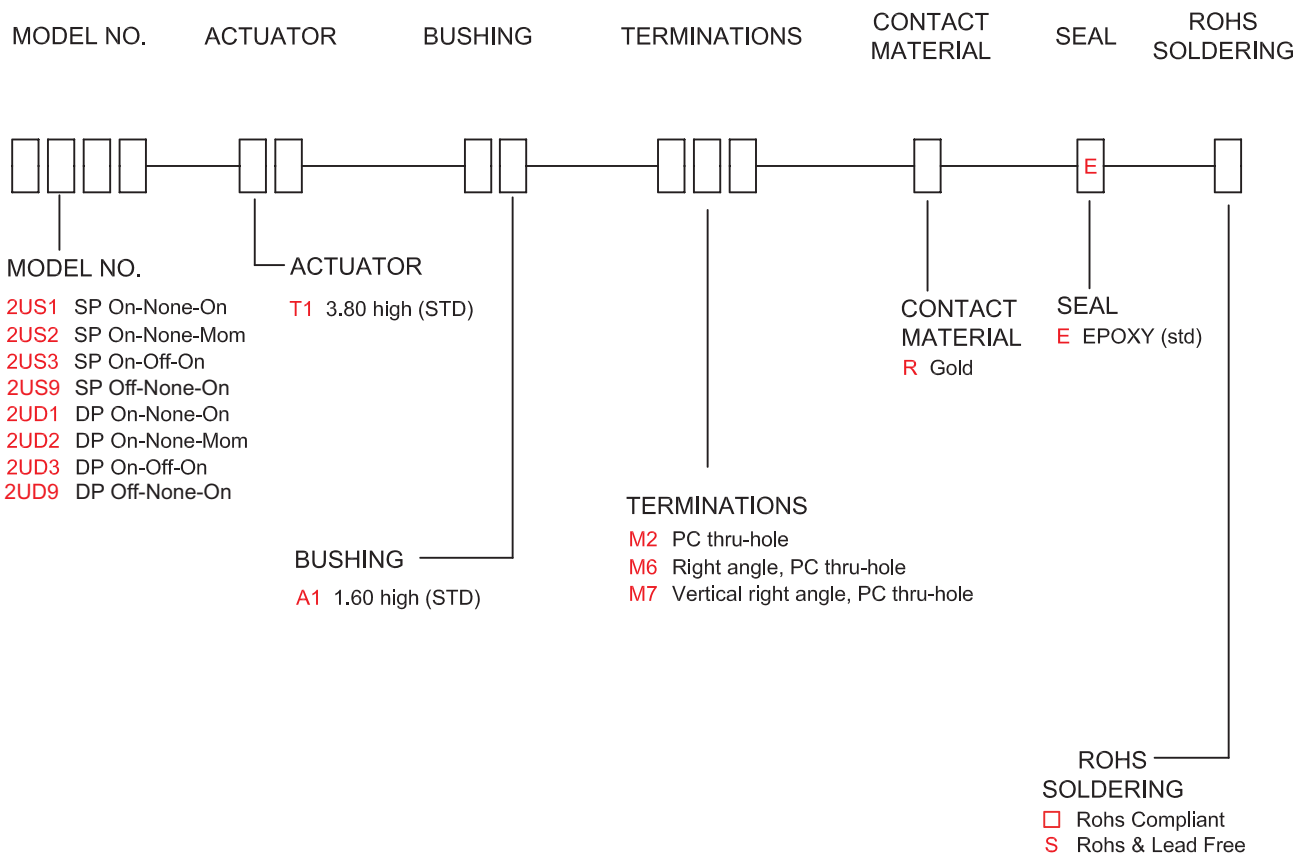 MODEL NO.
ACTUATOR
BUSHING
TERMINATIONS
CONTACT
MATERIAL
SEAL
ROHS
SOLDERING
E
MODEL NO.
2US1 SP On-None-On
2US2 SP On-None-Mom
2US3 SP On-Off-On
2US9 SP Off-None-On
2UD1 DP On-None-On
2UD2 DP On-None-Mom
2UD3 DP On-Off-On
2UD9 DP Off-None-On
ACTUATOR
T1 3.80 high (STD)
BUSHING
A1 1.60 high (STD)
TERMINATIONS
M2 PC thru-hole
M6 Right angle, PC thru-hole
M7 Vertical right angle, PC thru-hole
CONTACT
MATERIAL
R Gold
SEAL
E EPOXY (std)
ROHS
SOLDERING
Rohs Compliant
S Rohs & Lead Free